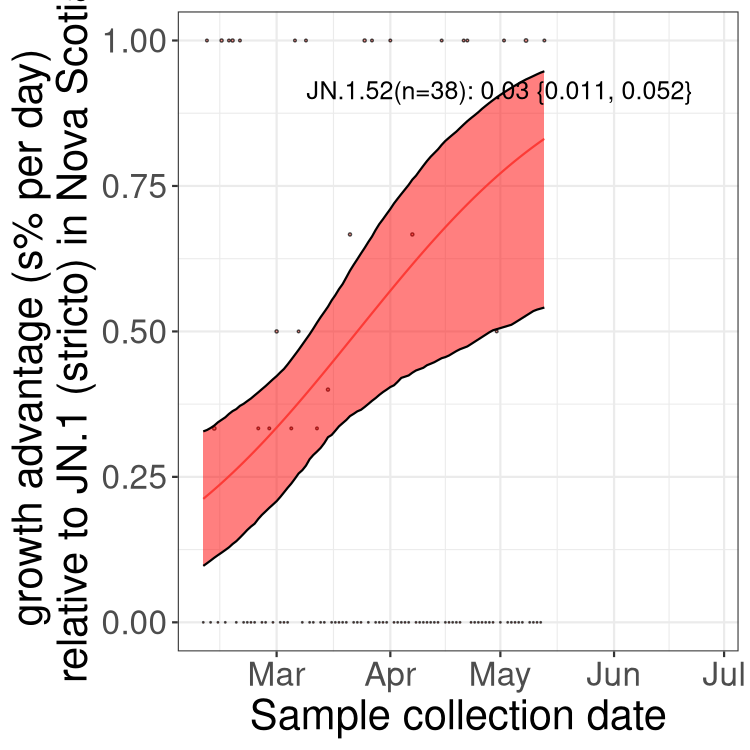 growth advantage (s% per day)
relative to JN.1 (stricto) in Nova Scotia
1.00
JN.1.52(n=38): 0.03 {0.011, 0.052}
0.75
0.50
0.25
0.00
Mar Apr May Jun Jul
Sample collection date